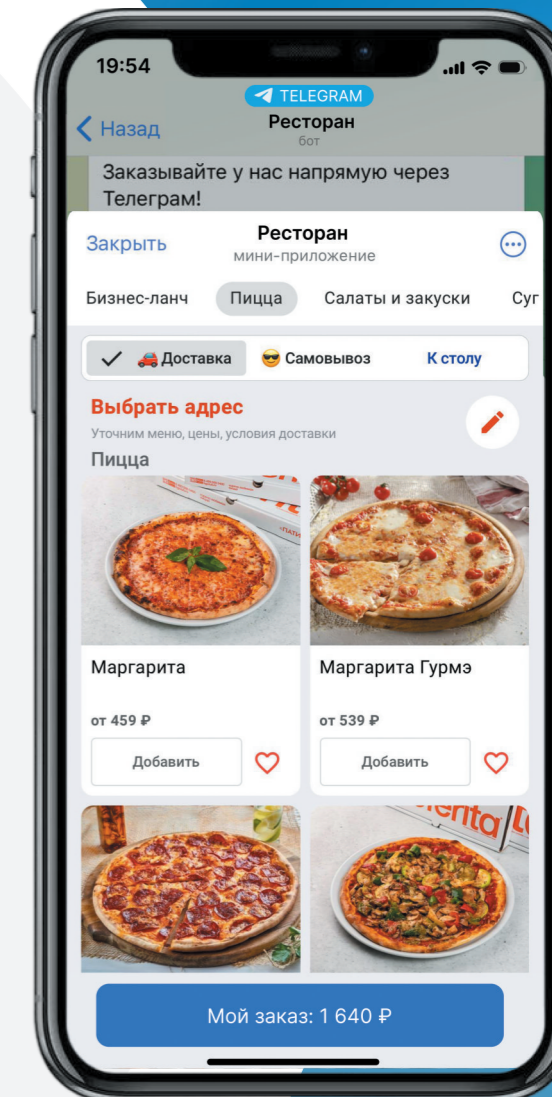 19:54
TELEGRAM
Назад
Ресторан
бот
Заказывайте у нас напрямую через
Телеграм!
Закрыть
Ресторан
мини-приложение
Бизнес-ланч Пицца Салаты и закуски Суг
Доставка Самовывоз К столу
Выбрать адрес
Уточним меню, цены, условия доставки
Пицца
Маргарита Маргарита Гурмэ
от 459 ₽ от 539 ₽
Добавить Добавить
Мой заказ: 1 640 ₽